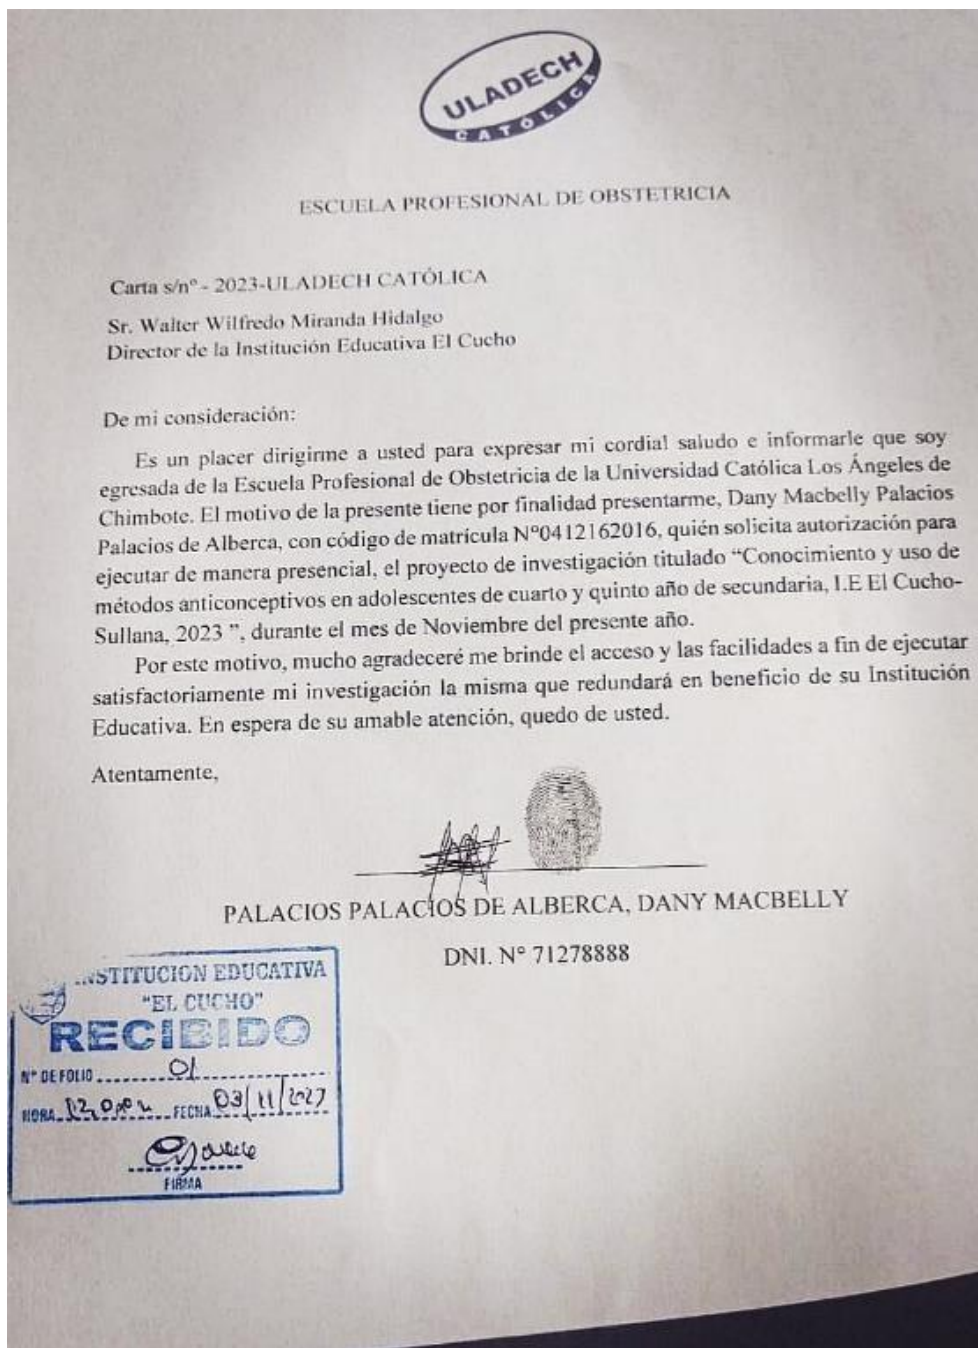 ULADECH
CATÓLICA
ESCUELA PROFESIONAL DE OBSTETRICIA
Carta s/nº - 2023-ULADECH CATÓLICA
Sr. Walter Wilfredo Miranda Hidalgo
Director de la Institución Educativa El Cucho
De mi consideración:
Es un placer dirigirme a usted para expresar mi cordial saludo e informarle que soy
egresada de la Escuela Profesional de Obstetricia de la Universidad Católica Los Ángeles de
Chimbote. El motivo de la presente tiene por finalidad presentarme, Dany Macbelly Palacios
Palacios de Alberca, con código de matrícula N°0412162016, quién solicita autorización para
ejecutar de manera presencial, el proyecto de investigación titulado “Conocimiento y uso de
métodos anticonceptivos en adolescentes de cuarto y quinto año de secundaria, I.E El Cucho-
Sullana, 2023 ”, durante el mes de Noviembre del presente año.
Por este motivo, mucho agradeceré me brinde el acceso y las facilidades a fin de ejecutar
satisfactoriamente mi investigación la misma que redundará en beneficio de su Institución
Educativa. En espera de su amable atención, quedo de usted.
Atentamente,
PALACIOS PALACIOS DE ALBERCA, DANY MACBELLY
DNI. N° 71278888
INSTITUCION EDUCATIVA
“EL CUCHO”
RECIBIDO
N° DE FOLIO 01
HORA FECHA 03/11/2023
FIRMA